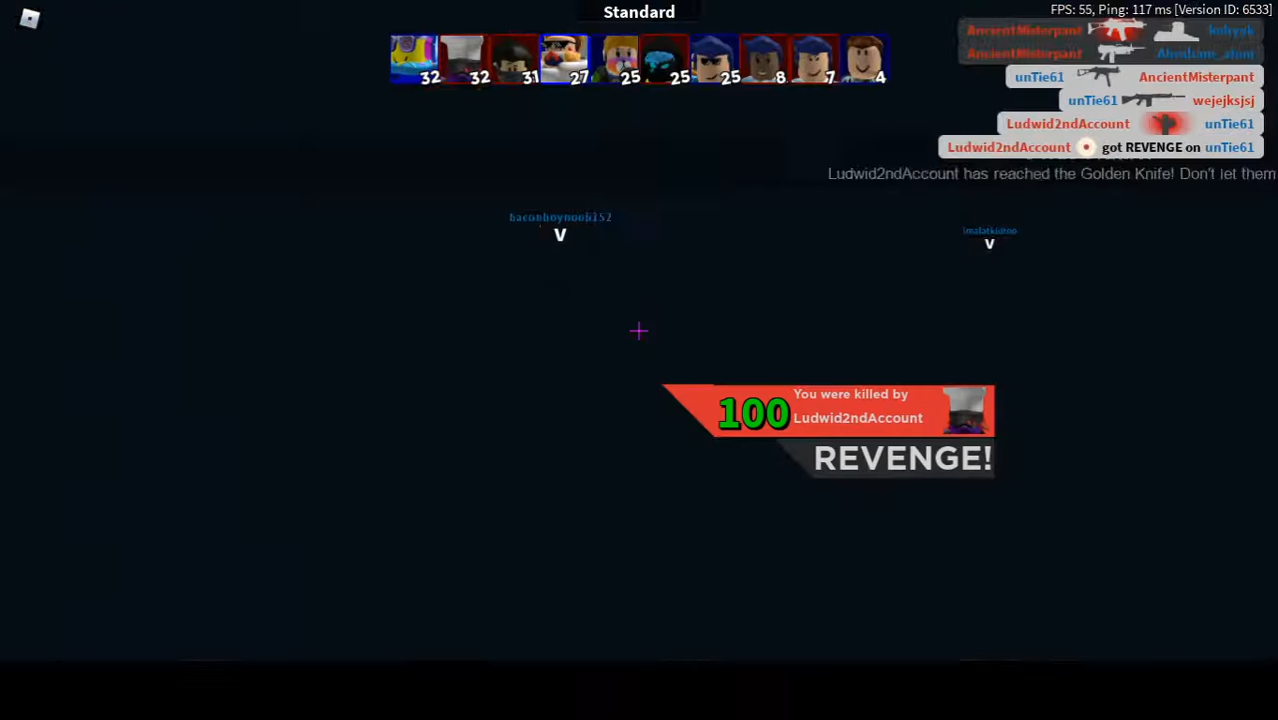 Standard
FPS: 55, Ping: 117 ms [Version ID: 6533]
32 32 31 27 25 25 25 8 7 4
AncientMisterpant
AncientMisterpant
unTie61 AncientMisterpant
unTie61 wejejksjsj
Ludwid2ndAccount unTie61
Ludwid2ndAccount got REVENGE on unTie61
Ludwid2ndAccount has reached the Golden Knife! Don't let them
baconboynoob152
V
V
100
You were killed by
Ludwid2ndAccount
REVENGE!